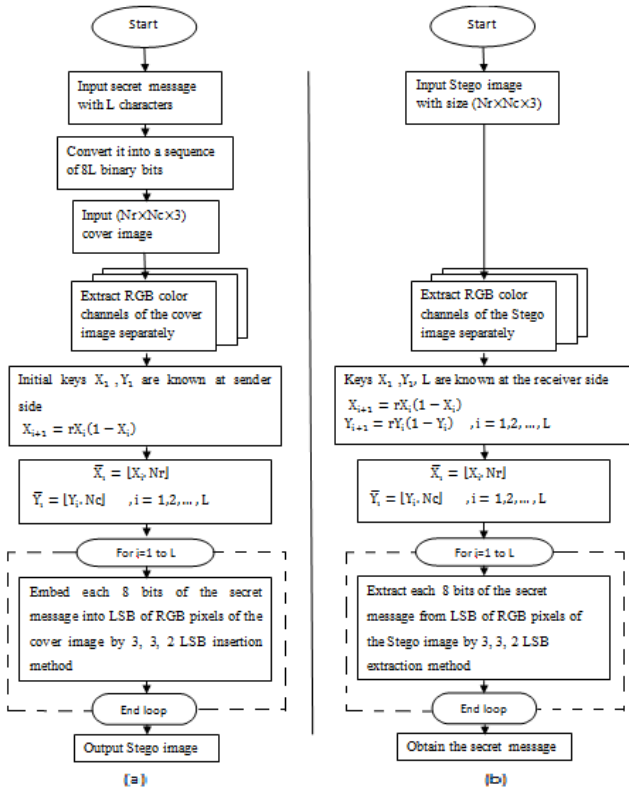 Start
Input secret message
with L characters
Convert it into a sequence
of 8L binary bits
Input (Nr×Nc×3)
cover image
Extract RGB color
channels of the cover
image separately
Initial keys X₁ ,Y₁ are known at sender
side
Xᵢ₊₁ = rXᵢ(1 − Xᵢ)
X̅ᵢ = ⌊Xᵢ. Nr⌋
Y̅ᵢ = ⌊Yᵢ. Nc⌋ , i = 1,2, … , L
For i=1 to L
Embed each 8 bits of the secret
message into LSB of RGB pixels of the
cover image by 3, 3, 2 LSB insertion
method
End loop
Output Stego image
(a)
Start
Input Stego image
with size (Nr×Nc×3)
Extract RGB color
channels of the Stego
image separately
Keys X₁ ,Y₁, L are known at the receiver side
Xᵢ₊₁ = rXᵢ(1 − Xᵢ)
Yᵢ₊₁ = rYᵢ(1 − Yᵢ) , i = 1,2, … , L
X̅ᵢ = ⌊Xᵢ. Nr⌋
Y̅ᵢ = ⌊Yᵢ. Nc⌋ , i = 1,2, … , L
For i=1 to L
Extract each 8 bits of the secret
message from LSB of RGB pixels of
the Stego image by 3, 3, 2 LSB
extraction method
End loop
Obtain the secret message
(b)